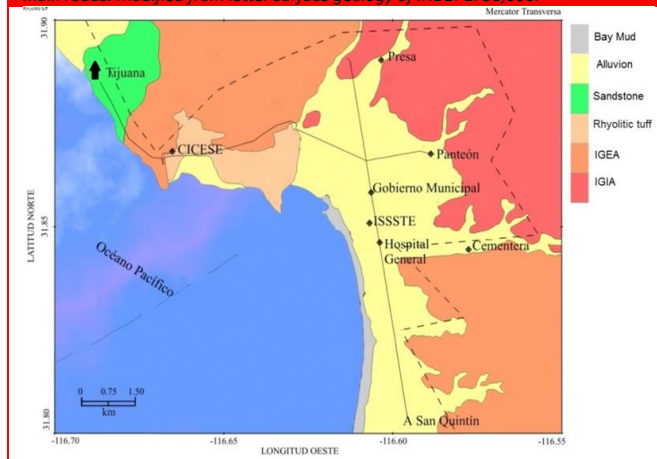 Mercator Transversa
31.90
31.85
31.80
LATITUD NORTE
Tijuana
CICESE
Presa
Panteón
Gobierno Municipal
ISSSTE
Hospital
General
Cementera
Océano Pacífico
A San Quintín
0 0.75 1.50
km
-116.70 -116.65 -116.60 -116.55
LONGITUD OESTE
Bay Mud
Alluvion
Sandstone
Rhyolitic tuff
IGEA
IGIA